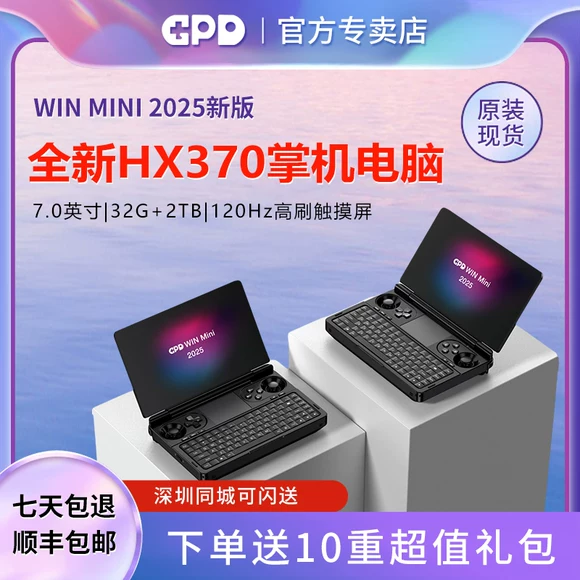 GPD | 官方专卖店
WIN MINI 2025新版
原装
现货
全新HX370掌机电脑
7.0英寸|32G+2TB|120Hz高刷触摸屏
GPD WIN Mini
2025
GPD WIN Mini
2025
深圳同城可闪送
七天包退
顺丰包邮
下单送10重超值礼包